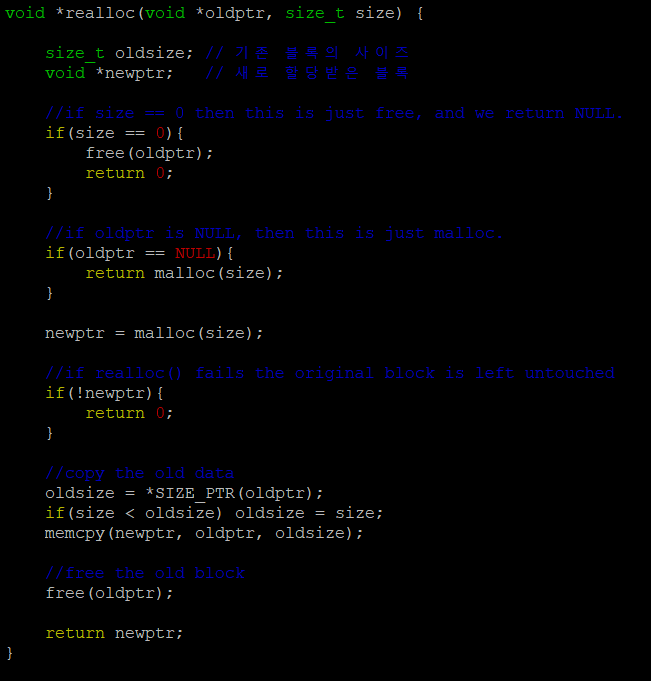 void *realloc(void *oldptr, size_t size) {
size_t oldsize; // 기존 블록의 사이즈
void *newptr; // 새로 할당받은 블록
//if size == 0 then this is just free, and we return NULL.
if(size == 0){
free(oldptr);
return 0;
}
//if oldptr is NULL, then this is just malloc.
if(oldptr == NULL){
return malloc(size);
}
newptr = malloc(size);
//if realloc() fails the original block is left untouched
if(!newptr){
return 0;
}
//copy the old data
oldsize = *SIZE_PTR(oldptr);
if(size < oldsize) oldsize = size;
memcpy(newptr, oldptr, oldsize);
//free the old block
free(oldptr);
return newptr;
}